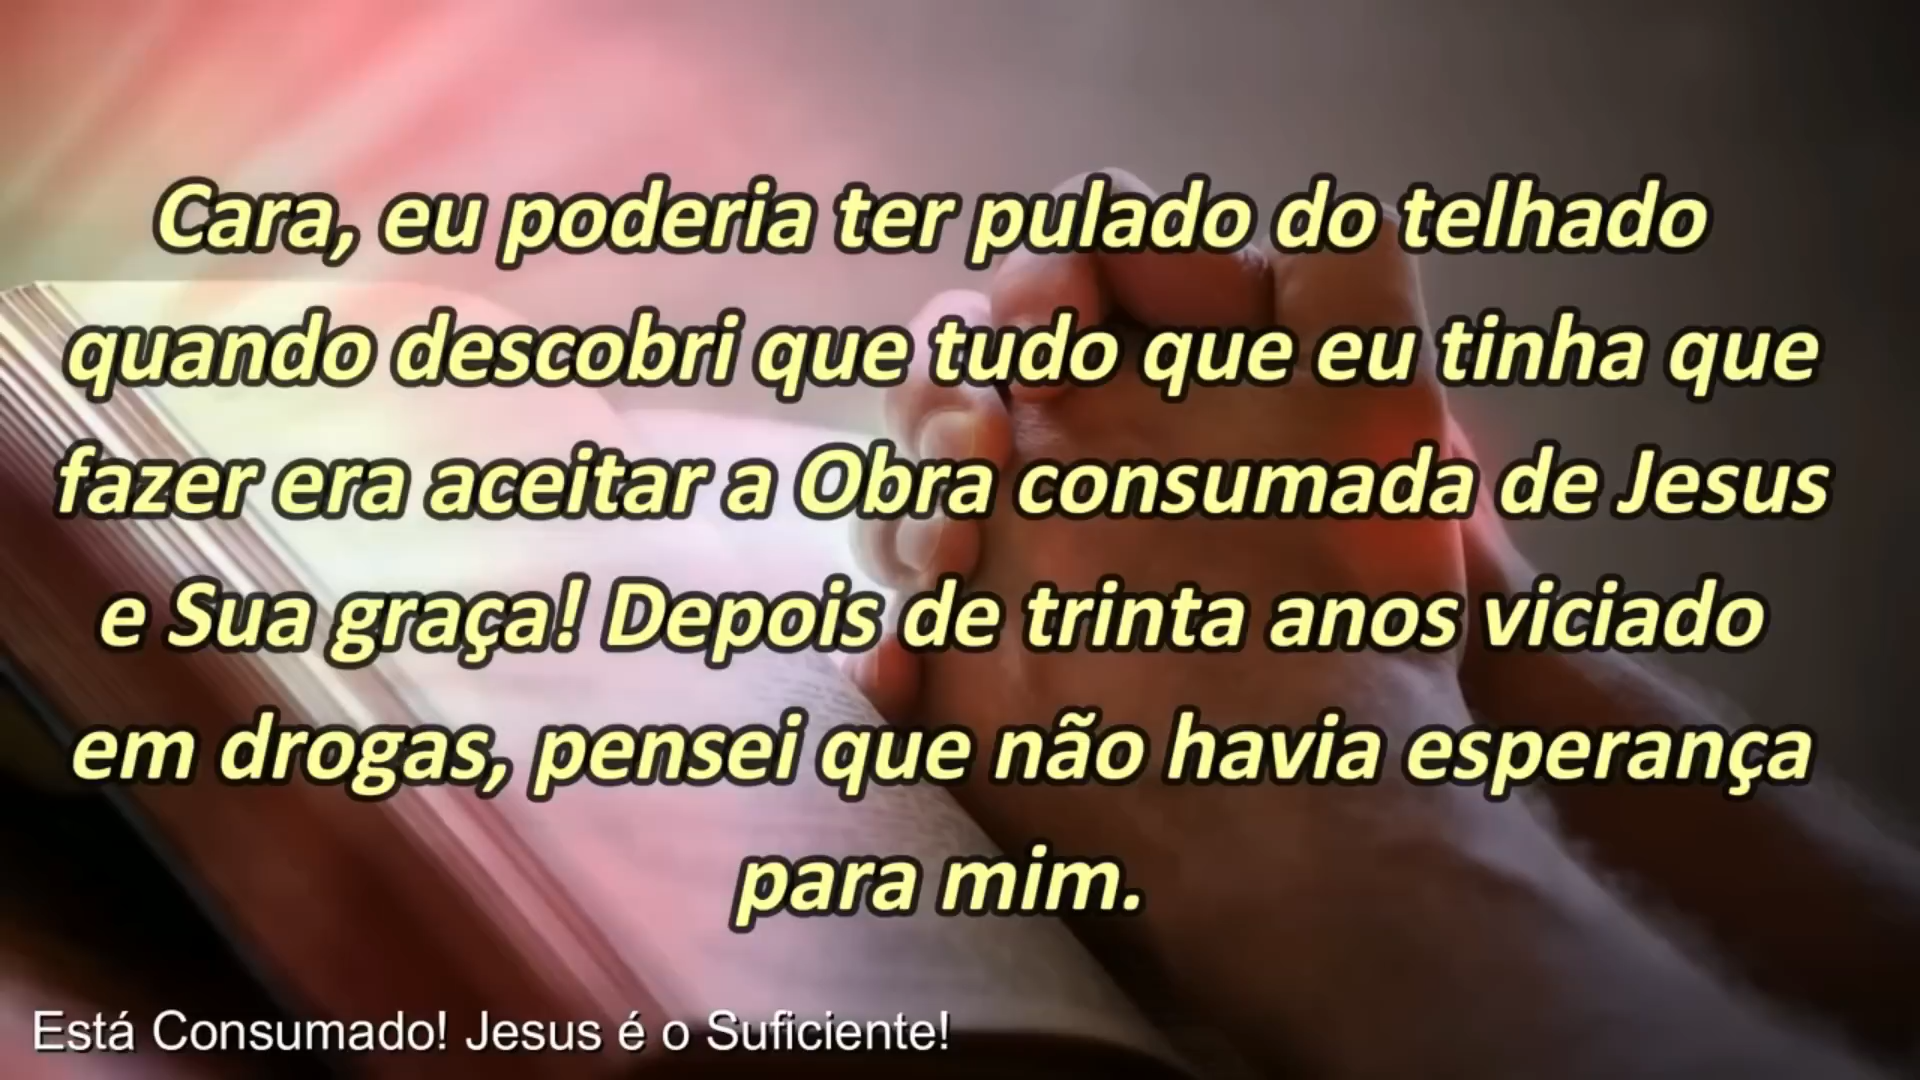 Cara, eu poderia ter pulado do telhado
quando descobri que tudo que eu tinha que
fazer era aceitar a Obra consumada de Jesus
e Sua graça! Depois de trinta anos viciado
em drogas, pensei que não havia esperança
para mim.
Está Consumado! Jesus é o Suficiente!